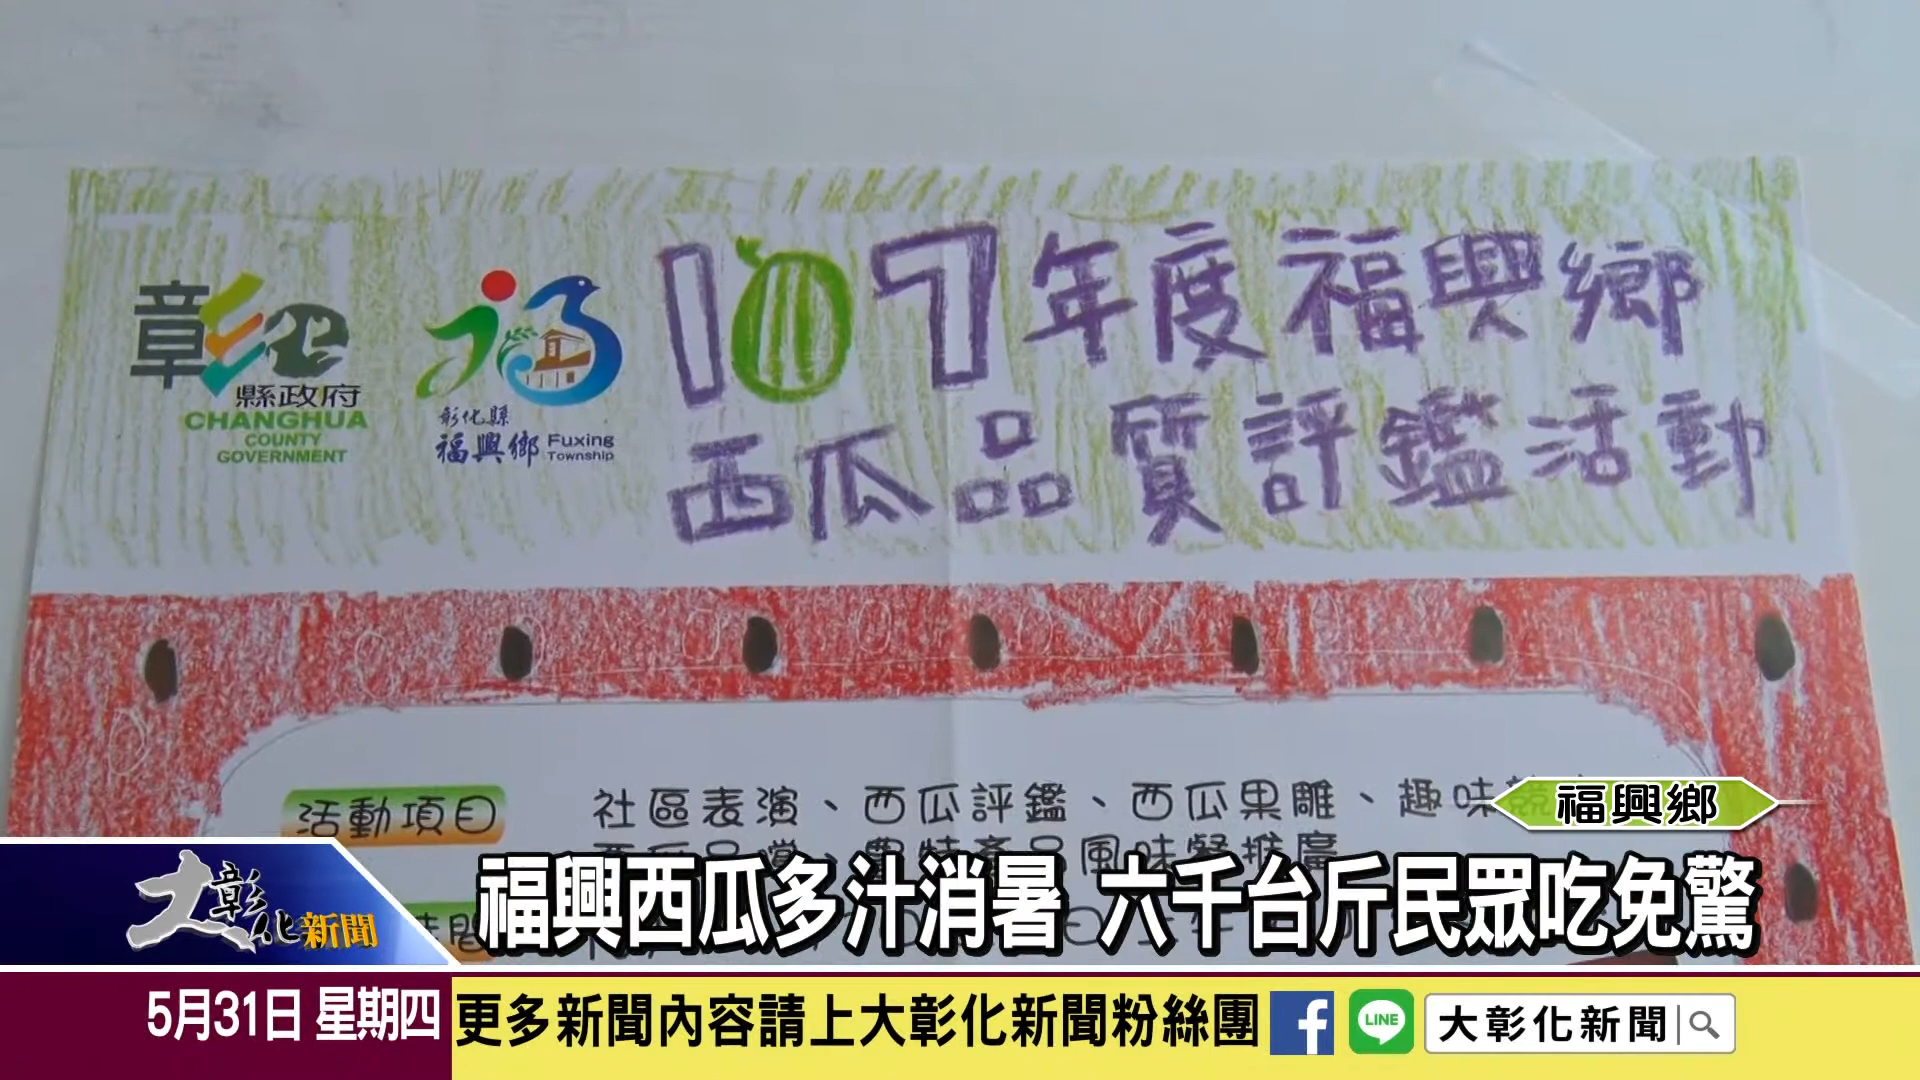 107年度福興鄉
西瓜品質評鑑活動
彰化
縣政府
CHANGHUA
COUNTY
GOVERNMENT
彰化縣
福興鄉 Fuxing
Township
活動項目
社區表演、西瓜評鑑、西瓜果雕、趣味
福興鄉
大彰化新聞
福興西瓜多汁消暑 六千台斤民眾吃免驚
5月31日 星期四
更多新聞內容請上大彰化新聞粉絲團
f
LINE
大彰化新聞